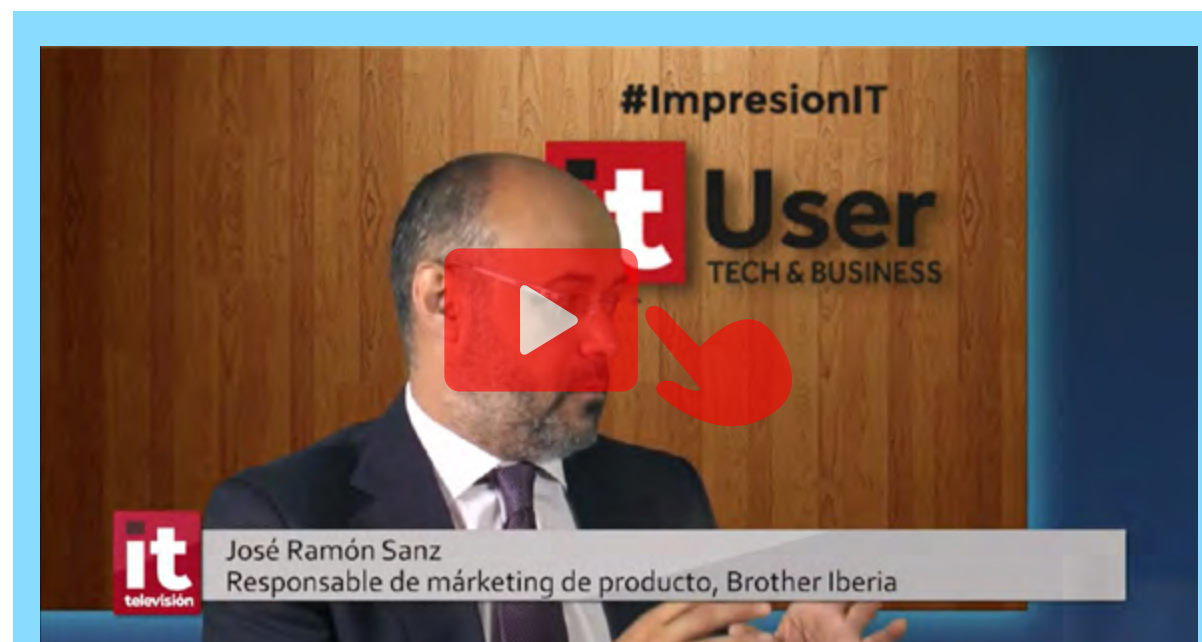 #ImpresionIT
it User
TECH & BUSINESS
José Ramón Sanz
Responsable de márketing de producto, Brother Iberia
it
televisión